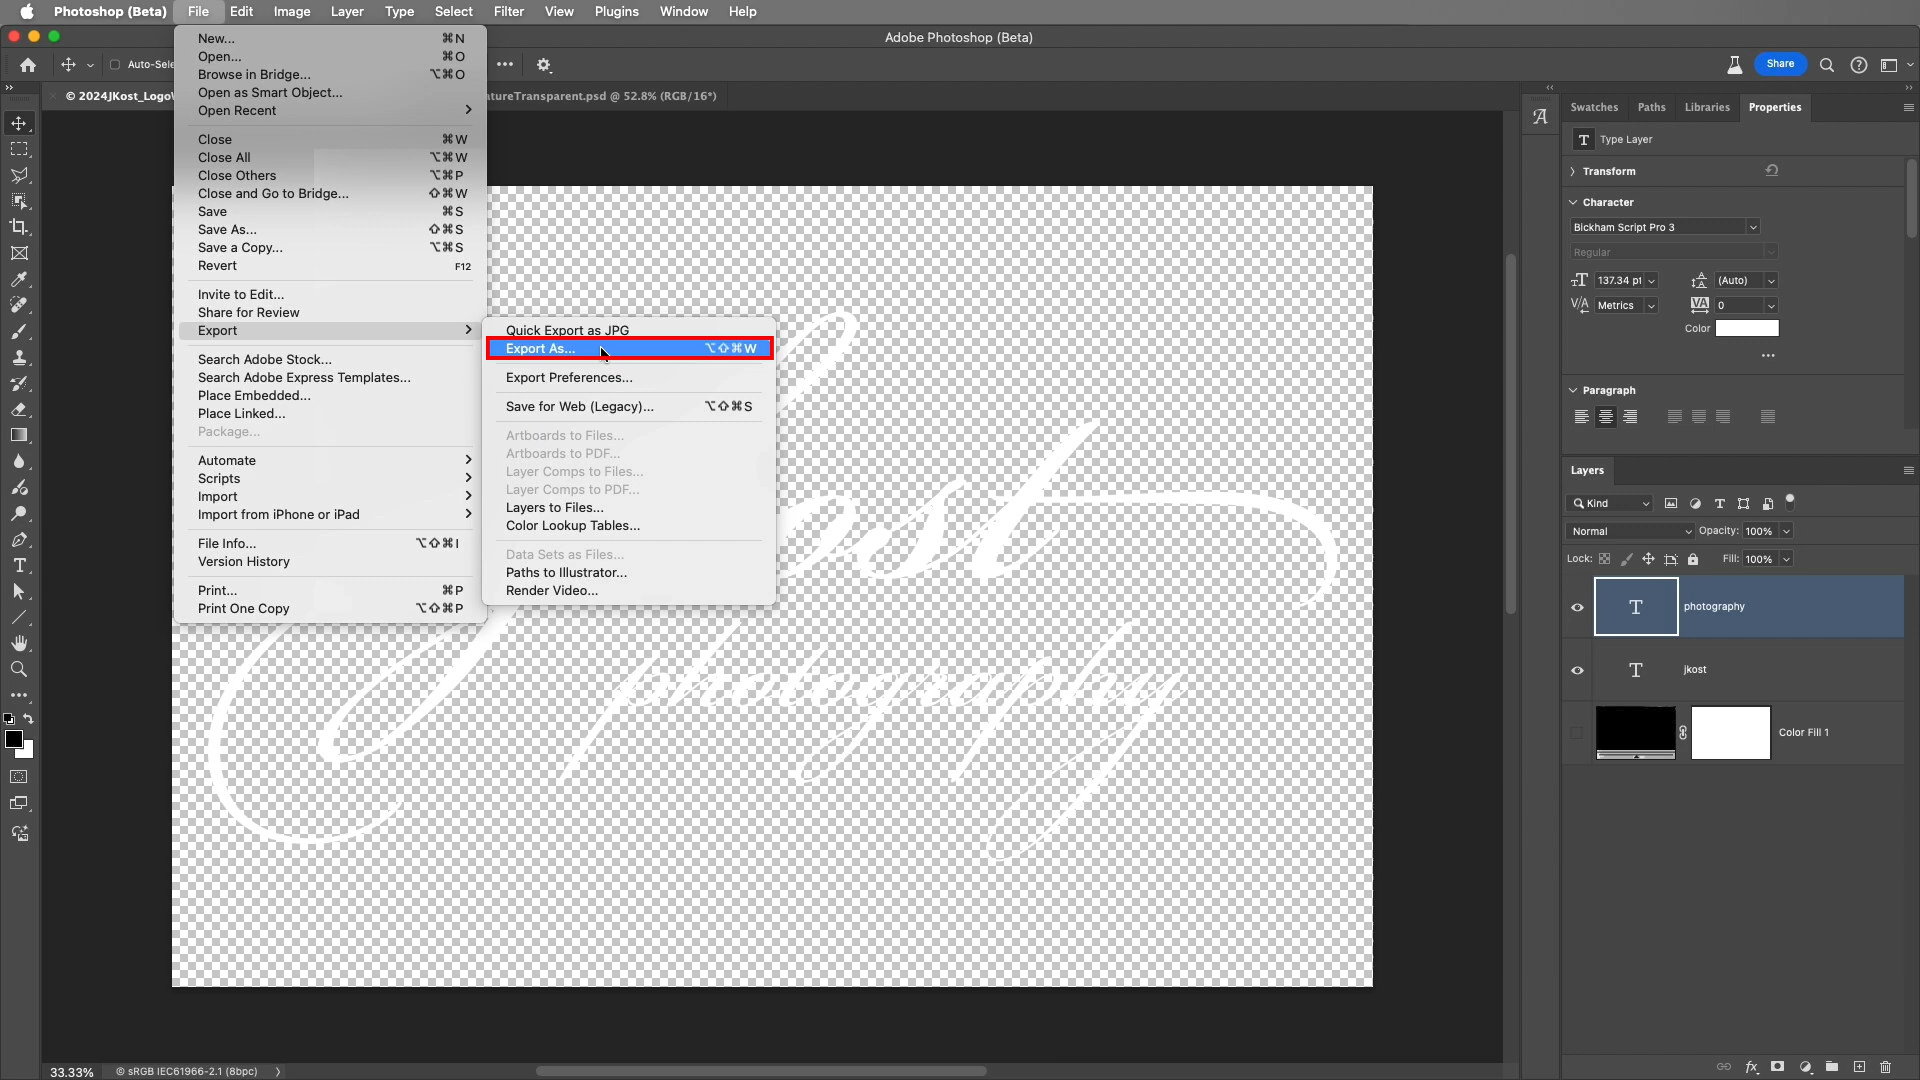 Photoshop (Beta) File Edit Image Layer Type Select Filter View Plugins Window Help
Adobe Photoshop (Beta)
Auto-Sele
Share
© 2024JKost_Logo
atureTransparent.psd @ 52.8% (RGB/16*)
New... ⌘N
Open... ⌘O
Browse in Bridge... ⌥⌘O
Open as Smart Object...
Open Recent
Close ⌘W
Close All ⌥⌘W
Close Others ⌥⌘P
Close and Go to Bridge... ⇧⌘W
Save ⌘S
Save As... ⇧⌘S
Save a Copy... ⌥⌘S
Revert F12
Invite to Edit...
Share for Review
Export
Search Adobe Stock...
Search Adobe Express Templates...
Place Embedded...
Place Linked...
Package...
Automate
Scripts
Import
Import from iPhone or iPad
File Info... ⌥⇧⌘I
Version History
Print... ⌘P
Print One Copy ⌥⇧⌘P
Quick Export as JPG
Export As... ⌥⇧⌘W
Export Preferences...
Save for Web (Legacy)... ⌥⇧⌘S
Artboards to Files...
Artboards to PDF...
Layer Comps to Files...
Layer Comps to PDF...
Layers to Files...
Color Lookup Tables...
Data Sets as Files...
Paths to Illustrator...
Render Video...
ost
photography
Swatches Paths Libraries Properties
T Type Layer
Transform
Character
Bickham Script Pro 3
Regular
137.34 pt (Auto)
Metrics 0
Color
Paragraph
Layers
Kind
Normal Opacity: 100%
Lock: Fill: 100%
T photography
T jkost
Color Fill 1
33.33% © sRGB IEC61966-2.1 (8bpc)